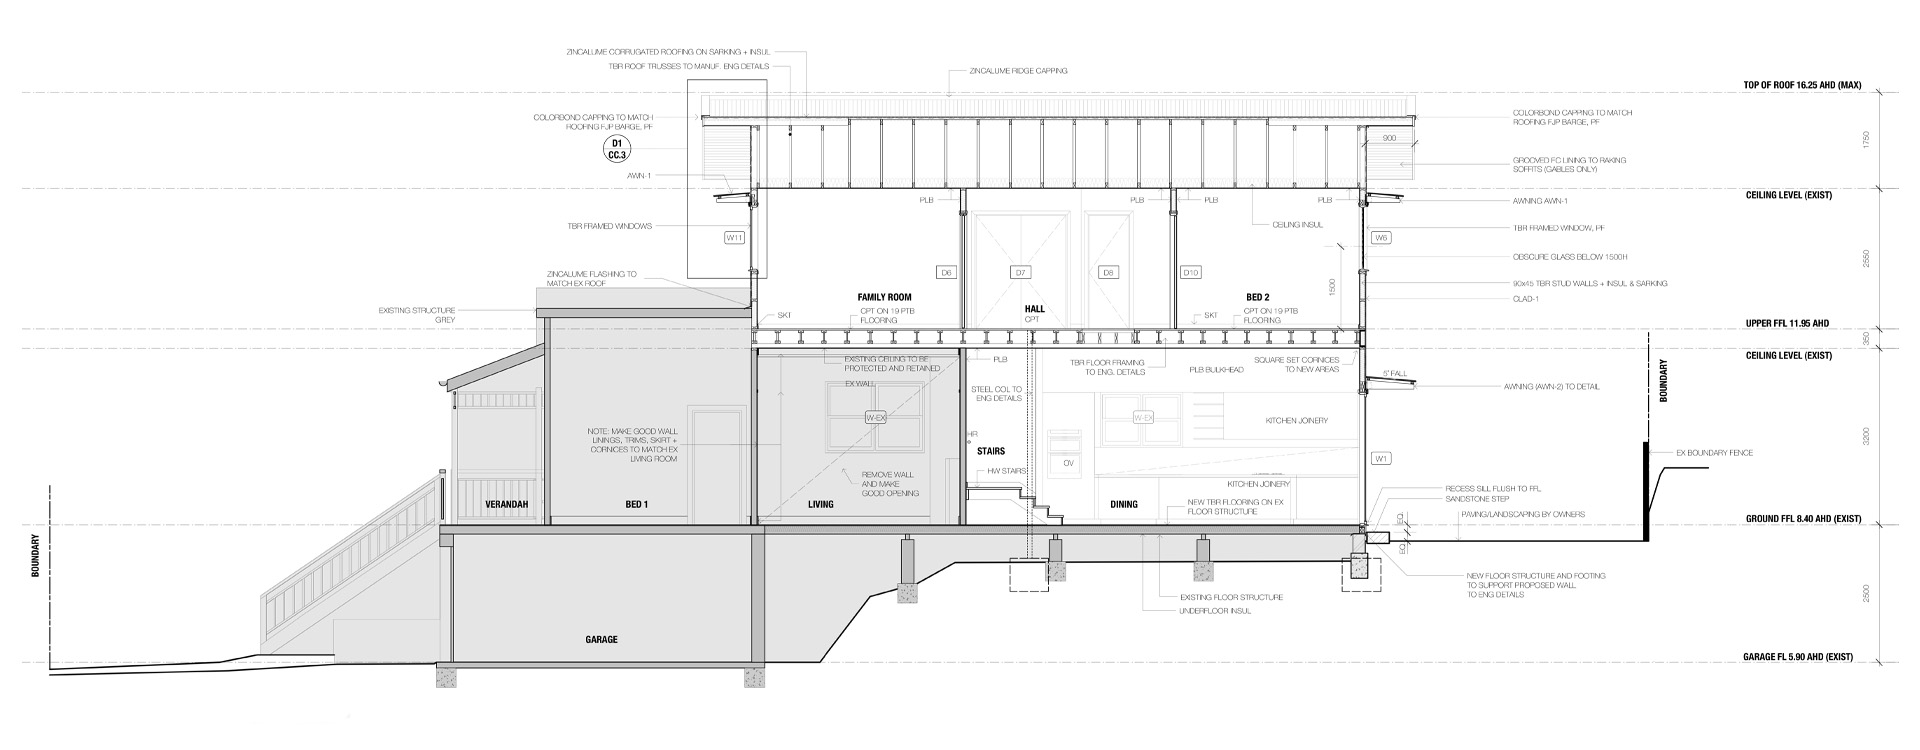 ZINCALUME CORRUGATED ROOFING ON SARKING + INSUL
TBR ROOF TRUSSES TO MANUF. ENG DETAILS
ZINCALUME RIDGE CAPPING
TOP OF ROOF 16.25 AHD (MAX)
COLORBOND CAPPING TO MATCH
ROOFING FJP BARGE, PF
COLORBOND CAPPING TO MATCH
ROOFING FJP BARGE, PF
D1
CC.3
900
1750
GROOVED FC LINING TO RAKING
SOFFITS (GABLES ONLY)
AWN-1
CEILING LEVEL (EXIST)
PLB
PLB
PLB
AWNING AWN-1
TBR FRAMED WINDOWS
CEILING INSUL
TBR FRAMED WINDOW, PF
W11
W6
OBSCURE GLASS BELOW 1500H
2550
D6
D7
D8
D10
ZINCALUME FLASHING TO
MATCH EX ROOF
1500
90x45 TBR STUD WALLS + INSUL & SARKING
FAMILY ROOM
BED 2
CLAD-1
EXISTING STRUCTURE
GREY
SKT
CPT ON 19 PTB
FLOORING
HALL
CPT
SKT
CPT ON 19 PTB
FLOORING
UPPER FFL 11.95 AHD
350
EXISTING CEILING TO BE
PROTECTED AND RETAINED
PLB
TBR FLOOR FRAMING
TO ENG. DETAILS
PLB BULKHEAD
SQUARE SET CORNICES
TO NEW AREAS
CEILING LEVEL (EXIST)
EX WALL
5° FALL
AWNING (AWN-2) TO DETAIL
BOUNDARY
STEEL COL TO
ENG DETAILS
W-EX
W-EX
KITCHEN JOINERY
NOTE: MAKE GOOD WALL
LININGS, TRIMS, SKIRT +
CORNICES TO MATCH EX
LIVING ROOM
HR
3200
STAIRS
OV
W1
EX BOUNDARY FENCE
HW STAIRS
REMOVE WALL
AND MAKE
GOOD OPENING
KITCHEN JOINERY
RECESS SILL FLUSH TO FFL
SANDSTONE STEP
VERANDAH
BED 1
LIVING
DINING
NEW TBR FLOORING ON EX
FLOOR STRUCTURE
PAVING/LANDSCAPING BY OWNERS
EQ.
EQ.
GROUND FFL 8.40 AHD (EXIST)
BOUNDARY
NEW FLOOR STRUCTURE AND FOOTING
TO SUPPORT PROPOSED WALL
TO ENG DETAILS
EXISTING FLOOR STRUCTURE
UNDERFLOOR INSUL
2500
GARAGE
GARAGE FL 5.90 AHD (EXIST)